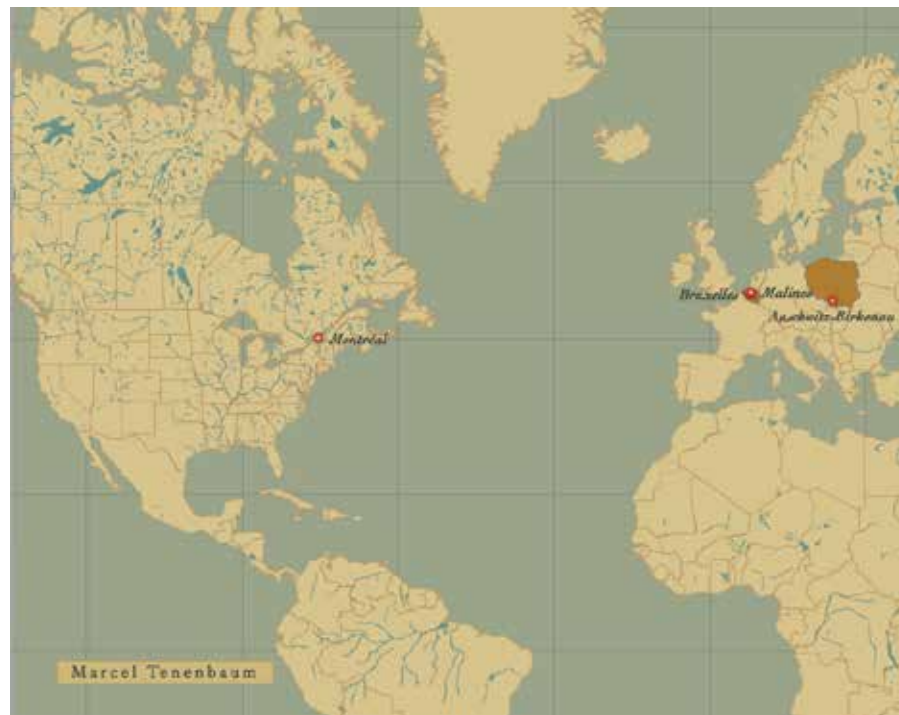 Bruxelles Malines
Auschwitz-Birkenau
Montréal
Marcel Tenenbaum